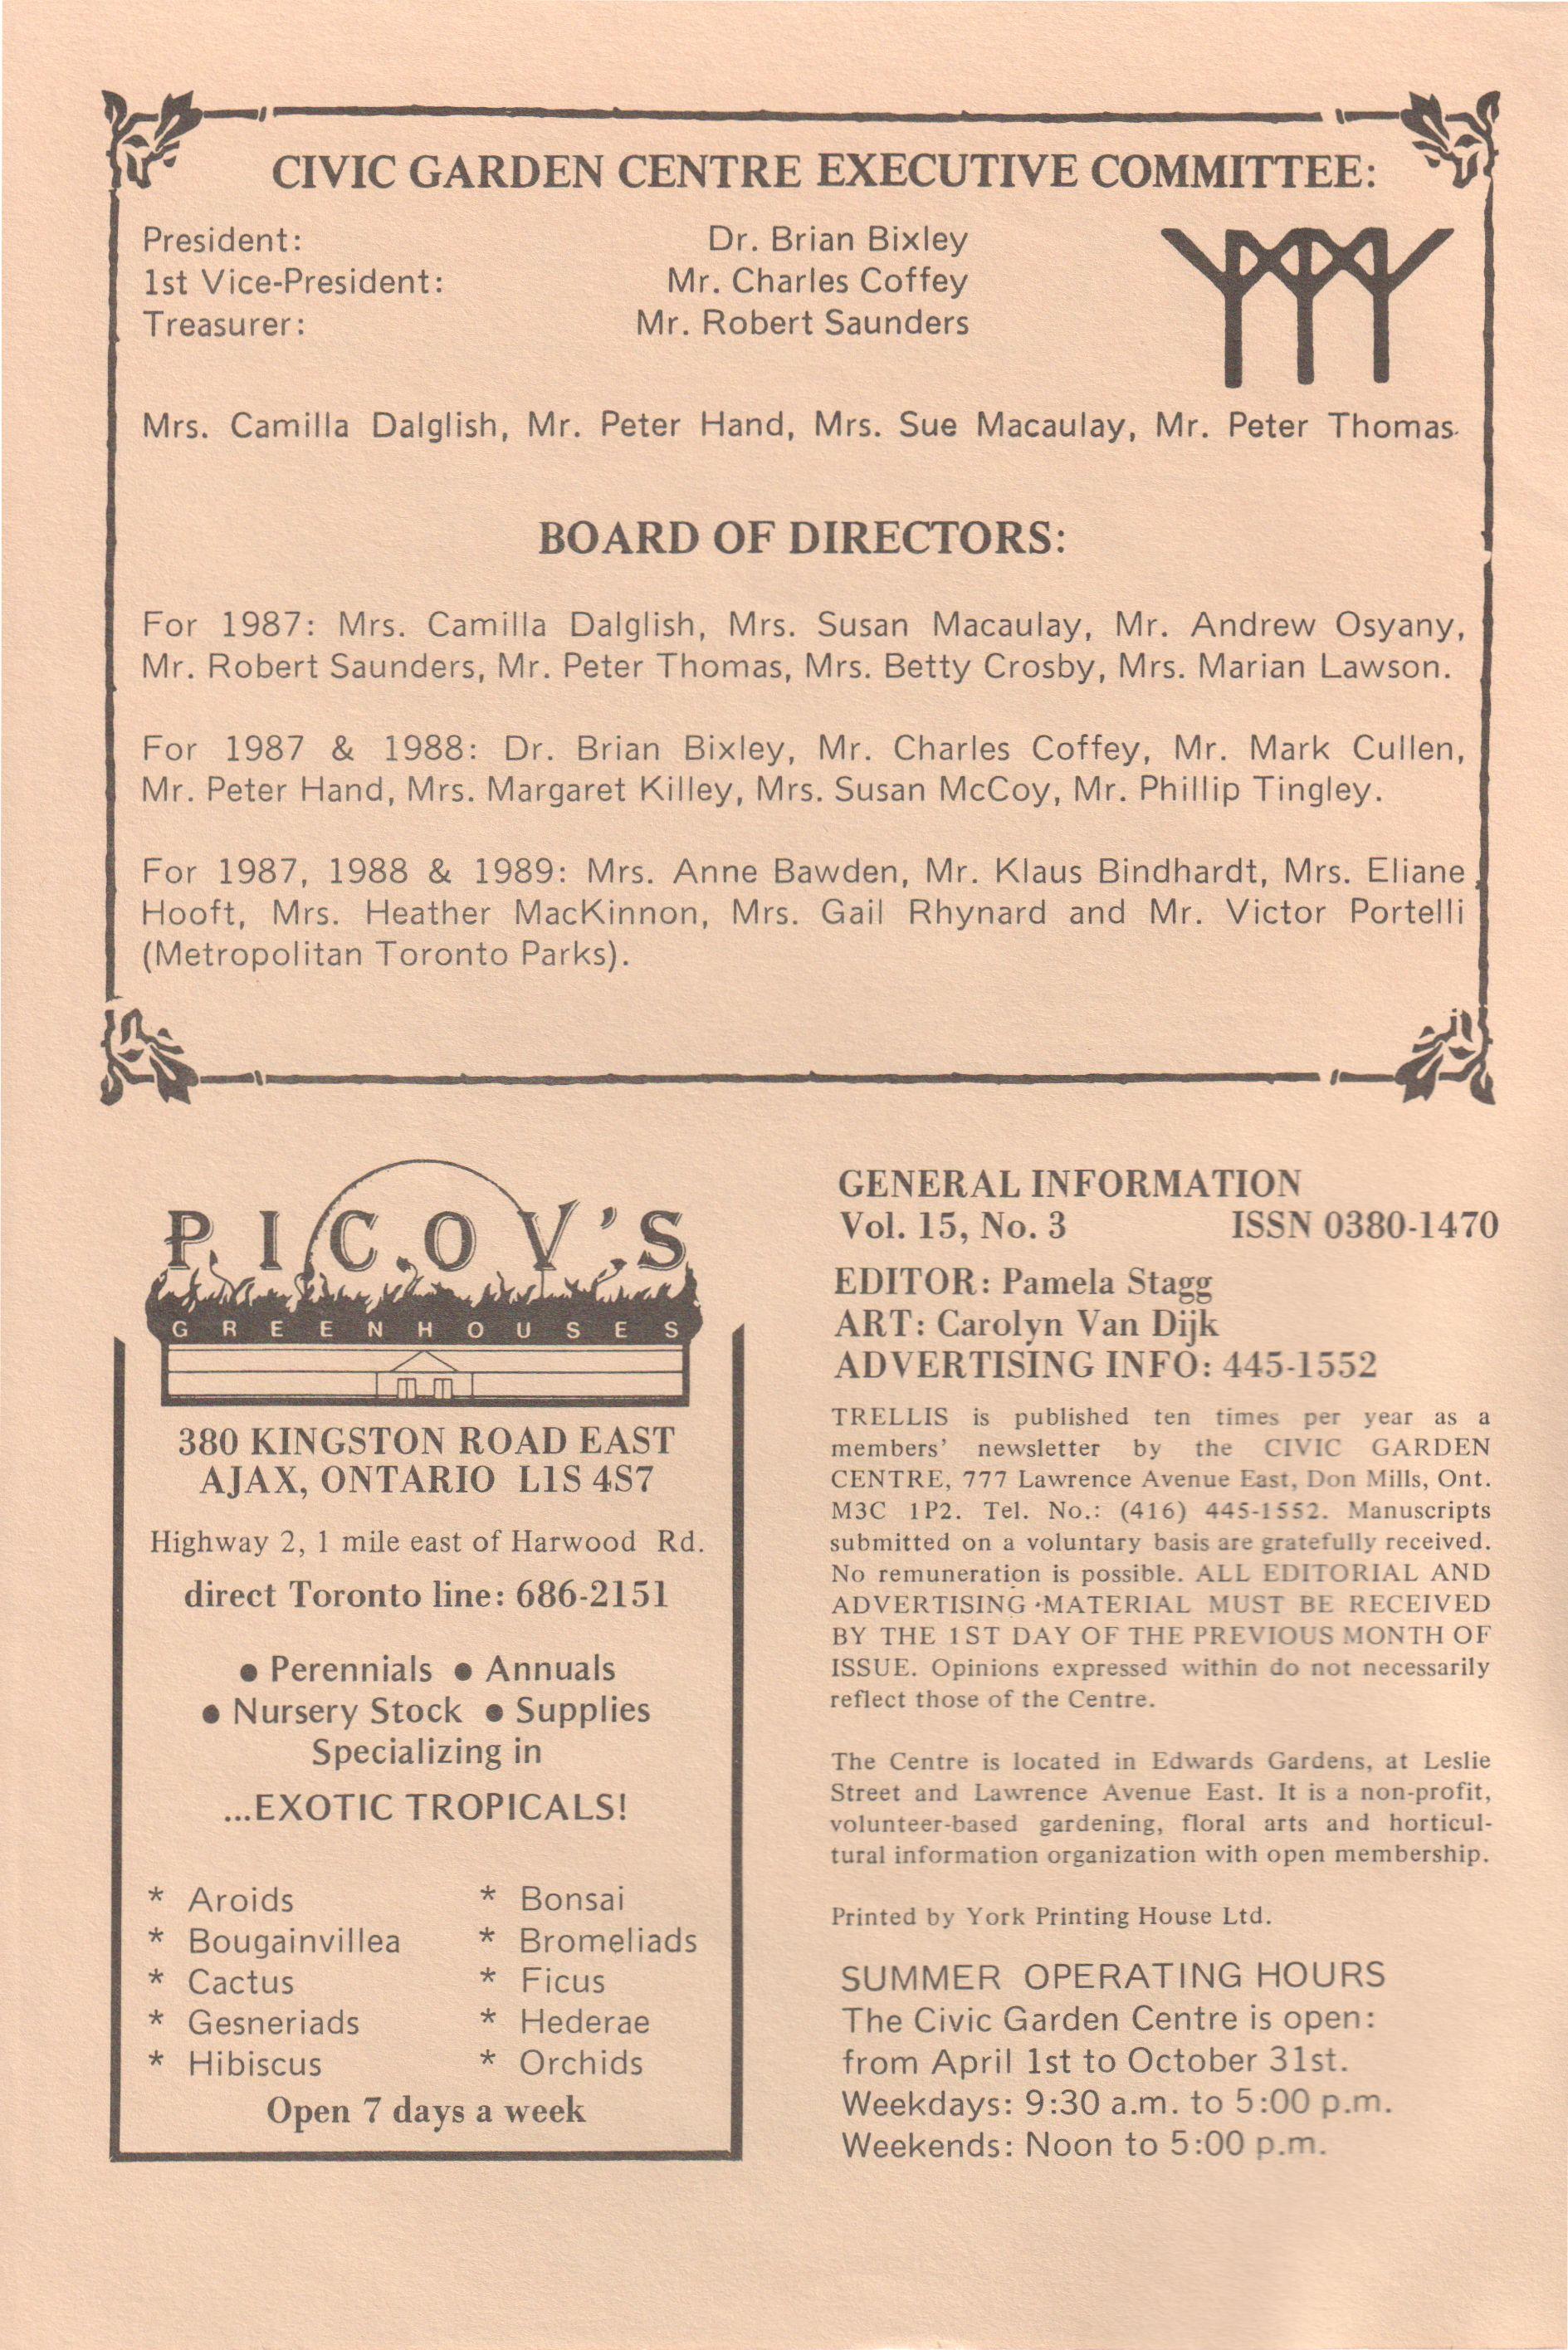 CIVIC GARDEN CENTRE EXECUTIVE COMMITTEE:
President: Dr. Brian Bixley
1st Vice-President: Mr. Charles Coffey
Treasurer: Mr. Robert Saunders
Mrs. Camilla Dalglish, Mr. Peter Hand, Mrs. Sue Macaulay, Mr. Peter Thomas
BOARD OF DIRECTORS:
For 1987: Mrs. Camilla Dalglish, Mrs. Susan Macaulay, Mr. Andrew Osyany,
Mr. Robert Saunders, Mr. Peter Thomas, Mrs. Betty Crosby, Mrs. Marian Lawson.
For 1987 & 1988: Dr. Brian Bixley, Mr. Charles Coffey, Mr. Mark Cullen,
Mr. Peter Hand, Mrs. Margaret Killey, Mrs. Susan McCoy, Mr. Phillip Tingley.
For 1987, 1988 & 1989: Mrs. Anne Bawden, Mr. Klaus Bindhardt, Mrs. Eliane
Hooft, Mrs. Heather MacKinnon, Mrs. Gail Rhynard and Mr. Victor Portelli
(Metropolitan Toronto Parks).
PICOV'S
GREENHOUSES
380 KINGSTON ROAD EAST
AJAX, ONTARIO L1S 4S7
Highway 2, 1 mile east of Harwood Rd.
direct Toronto line: 686-2151
● Perennials ● Annuals
● Nursery Stock ● Supplies
Specializing in
...EXOTIC TROPICALS!
* Aroids * Bonsai
* Bougainvillea * Bromeliads
* Cactus * Ficus
* Gesneriads * Hederae
* Hibiscus * Orchids
Open 7 days a week
GENERAL INFORMATION
Vol. 15, No. 3 ISSN 0380-1470
EDITOR: Pamela Stagg
ART: Carolyn Van Dijk
ADVERTISING INFO: 445-1552
TRELLIS is published ten times per year as a
members' newsletter by the CIVIC GARDEN
CENTRE, 777 Lawrence Avenue East, Don Mills, Ont.
M3C 1P2. Tel. No.: (416) 445-1552. Manuscripts
submitted on a voluntary basis are gratefully received.
No remuneration is possible. ALL EDITORIAL AND
ADVERTISING MATERIAL MUST BE RECEIVED
BY THE 1ST DAY OF THE PREVIOUS MONTH OF
ISSUE. Opinions expressed within do not necessarily
reflect those of the Centre.
The Centre is located in Edwards Gardens, at Leslie
Street and Lawrence Avenue East. It is a non-profit,
volunteer-based gardening, floral arts and horticul-
tural information organization with open membership.
Printed by York Printing House Ltd.
SUMMER OPERATING HOURS
The Civic Garden Centre is open:
from April 1st to October 31st.
Weekdays: 9:30 a.m. to 5:00 p.m.
Weekends: Noon to 5:00 p.m.